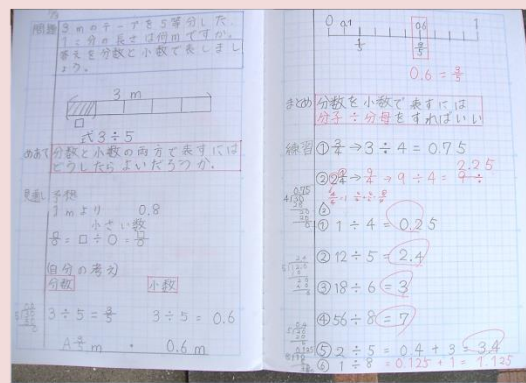 問題 3mのテープを5等分した
1こ分の長さは何mですか。
答えを分数と小数で表しましょう。
3 m
□
式 3÷5
めあて 分数と小数の両方で表すには
どうしたらよいだろうか。
見通し 予想
1mより 0.8
小さい数
= □÷○ =
(自分の考え)
分数 小数
3÷5 = 3/5 3÷5 = 0.6
A 3/5 m ・ 0.6 m
0 0.1 0.6 1
1/5 3/5
0.6 = 3/5
まとめ 分数を小数で表すには
分子÷分母をすればいい
練習 ① 3/4 → 3÷4 = 0.75
② 2 1/4 → 9/4 → 9÷4 = 2.25
① 1÷4 = 0.25
② 12÷5 = 2.4
③ 18÷6 = 3
④ 56÷8 = 7
⑤ 2÷5 = 0.4 + 3 = 3.4
⑥ 1÷8 = 0.125 + 1 = 1.125